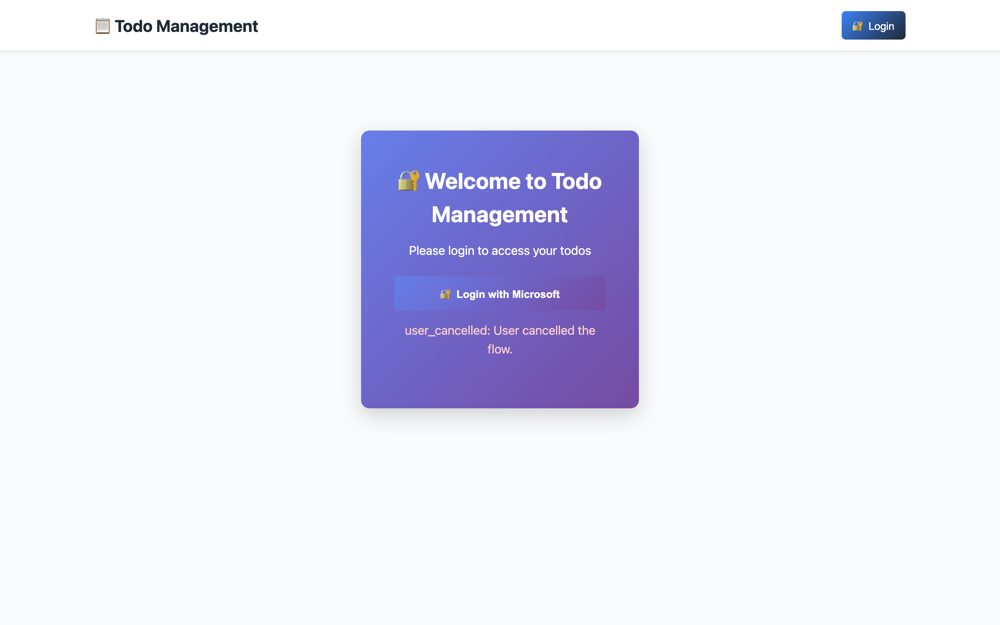 Todo Management
Login
Welcome to Todo
Management
Please login to access your todos
Login with Microsoft
user_cancelled: User cancelled the
flow.